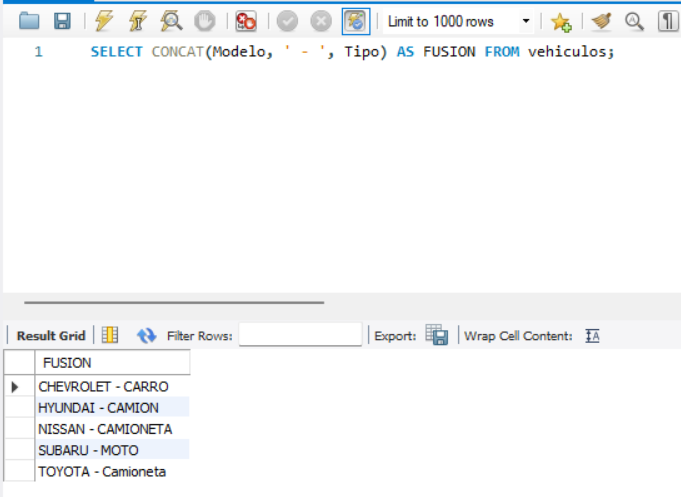 Limit to 1000 rows
1 SELECT CONCAT(Modelo, ' - ', Tipo) AS FUSION FROM vehiculos;
Result Grid Filter Rows: Export: Wrap Cell Content: IA
FUSION
CHEVROLET - CARRO
HYUNDAI - CAMION
NISSAN - CAMIONETA
SUBARU - MOTO
TOYOTA - Camioneta